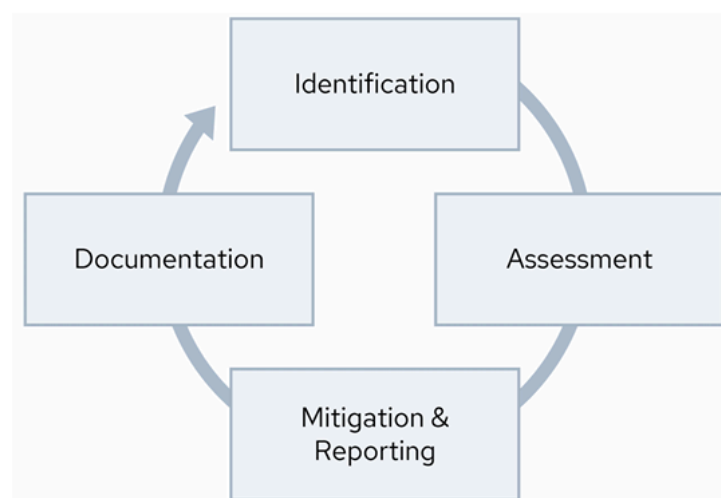 Identification
Documentation
Assessment
Mitigation &
Reporting